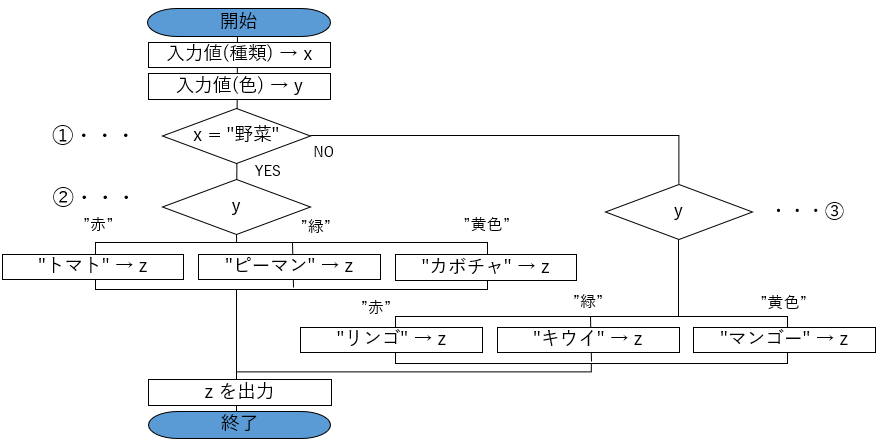 開始
入力値(種類) → x
入力値(色) → y
①・・・
x = "野菜"
NO
YES
②・・・
y
y
・・・③
”赤”
”緑”
”黄色”
"トマト" → z
"ピーマン" → z
"カボチャ" → z
”赤”
”緑”
”黄色”
"リンゴ" → z
"キウイ" → z
"マンゴー" → z
z を出力
終了